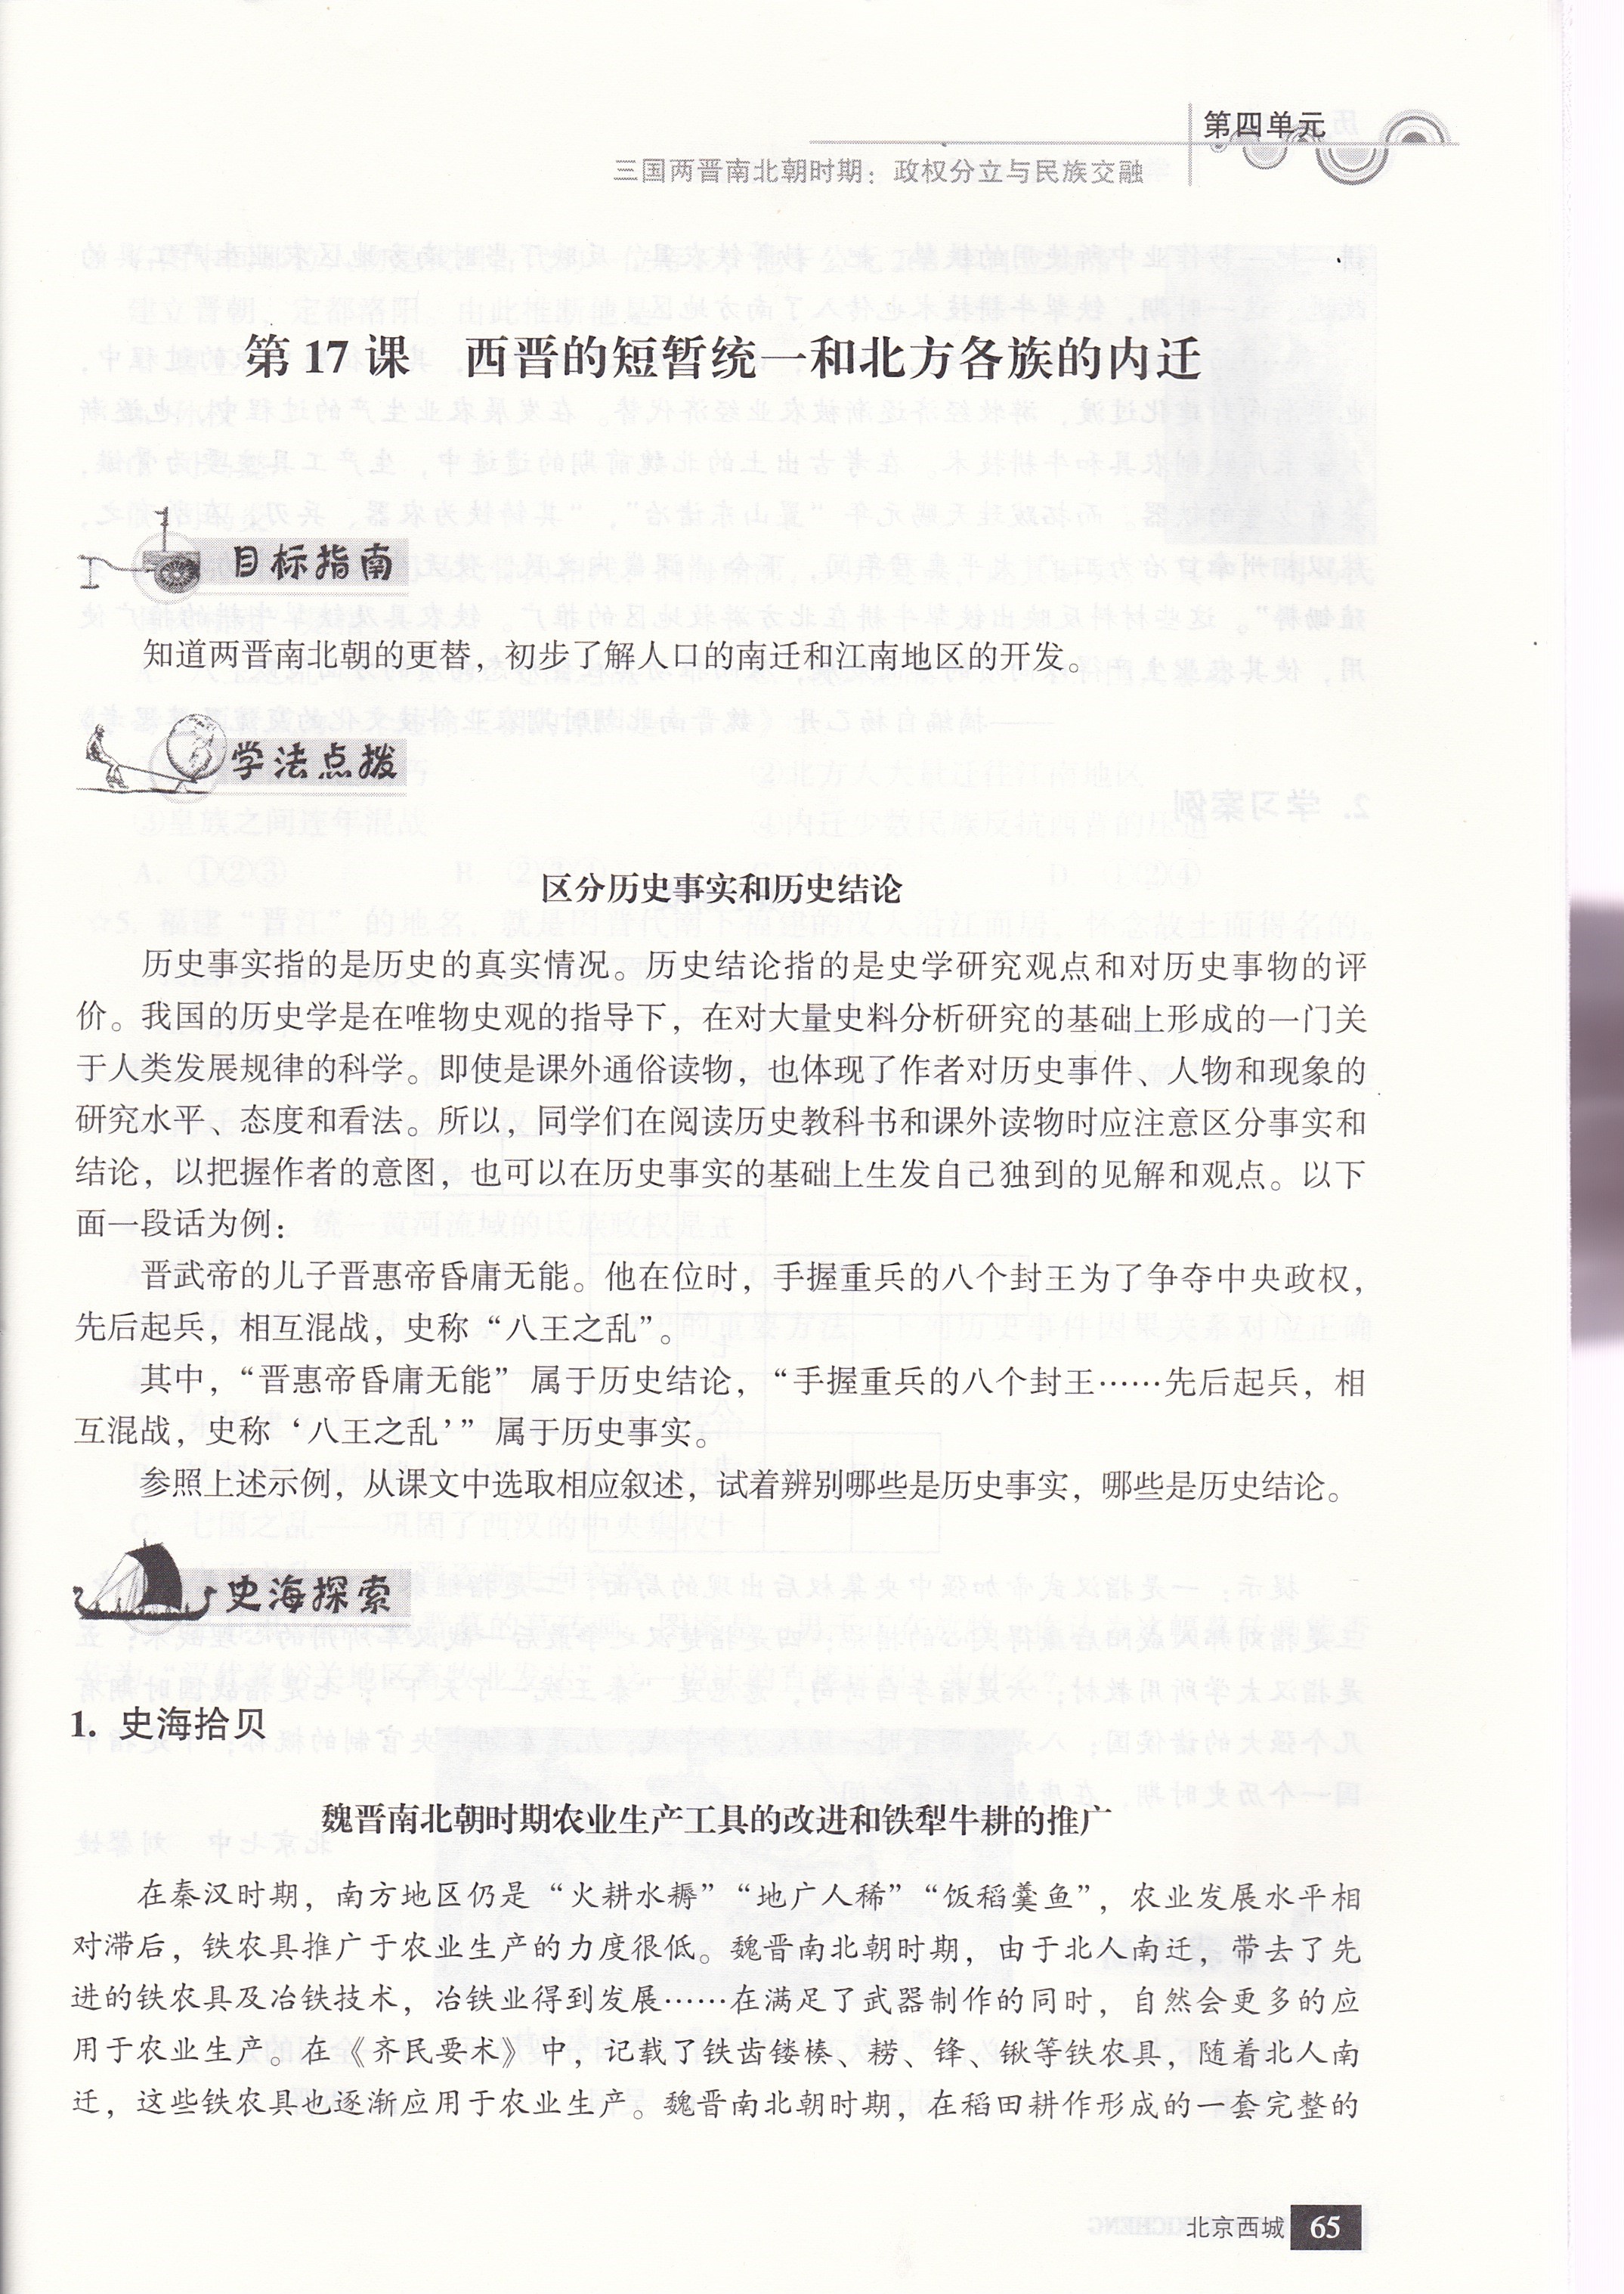 第四单元
三国两晋南北朝时期：政权分立与民族交融
第 17 课　西晋的短暂统一和北方各族的内迁
目标指南
知道两晋南北朝的更替，初步了解人口的南迁和江南地区的开发。
学法点拨
区分历史事实和历史结论
历史事实指的是历史的真实情况。历史结论指的是史学研究观点和对历史事物的评
价。我国的历史学是在唯物史观的指导下，在对大量史料分析研究的基础上形成的一门关
于人类发展规律的科学。即使是课外通俗读物，也体现了作者对历史事件、人物和现象的
研究水平、态度和看法。所以，同学们在阅读历史教科书和课外读物时应注意区分事实和
结论，以把握作者的意图，也可以在历史事实的基础上生发自己独到的见解和观点。以下
面一段话为例：
晋武帝的儿子晋惠帝昏庸无能。他在位时，手握重兵的八个封王为了争夺中央政权，
先后起兵，相互混战，史称“八王之乱”。
其中，“晋惠帝昏庸无能”属于历史结论，“手握重兵的八个封王……先后起兵，相
互混战，史称‘八王之乱’”属于历史事实。
参照上述示例，从课文中选取相应叙述，试着辨别哪些是历史事实，哪些是历史结论。
史海探索
1. 史海拾贝
魏晋南北朝时期农业生产工具的改进和铁犁牛耕的推广
在秦汉时期，南方地区仍是“火耕水耨”“地广人稀”“饭稻羹鱼”，农业发展水平相
对滞后，铁农具推广于农业生产的力度很低。魏晋南北朝时期，由于北人南迁，带去了先
进的铁农具及冶铁技术，冶铁业得到发展……在满足了武器制作的同时，自然会更多的应
用于农业生产。在《齐民要术》中，记载了铁齿镂楱、耢、锋、锹等铁农具，随着北人南
迁，这些铁农具也逐渐应用于农业生产。魏晋南北朝时期，在稻田耕作形成的一套完整的
北京西城 65